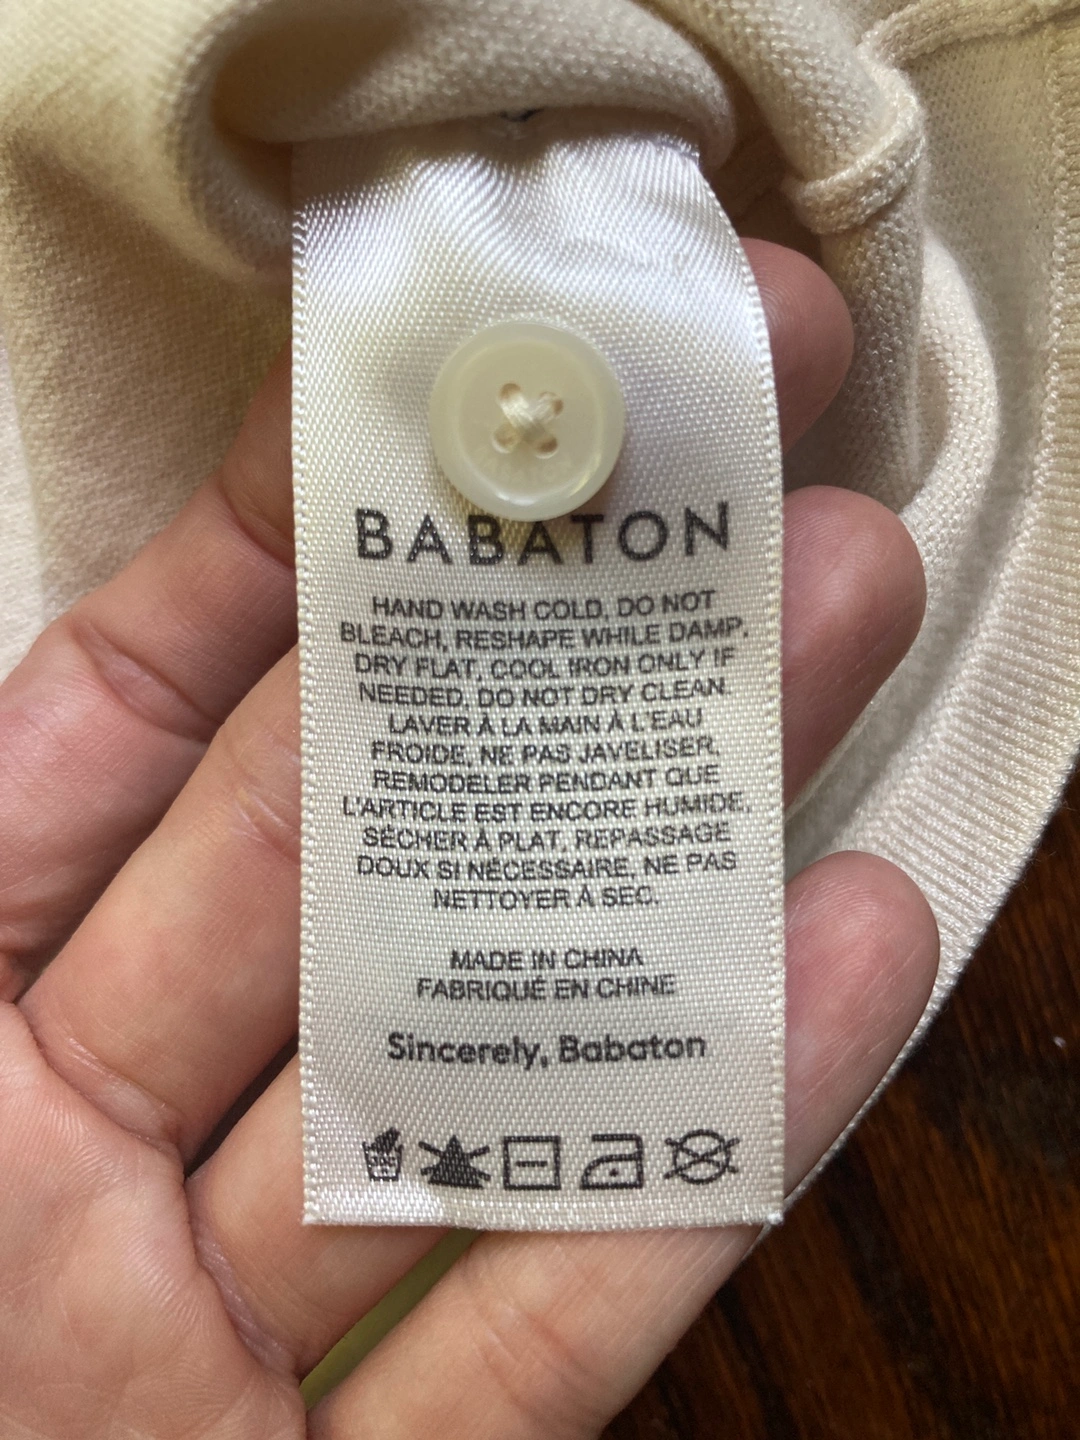 BABATON
HAND WASH COLD, DO NOT
BLEACH, RESHAPE WHILE DAMP,
DRY FLAT, COOL IRON ONLY IF
NEEDED, DO NOT DRY CLEAN.
LAVER À LA MAIN À L'EAU
FROIDE, NE PAS JAVELISER,
REMODELER PENDANT QUE
L'ARTICLE EST ENCORE HUMIDE,
SÉCHER À PLAT, REPASSAGE
DOUX SI NÉCESSAIRE, NE PAS
NETTOYER À SEC.
MADE IN CHINA
FABRIQUÉ EN CHINE
Sincerely, Babaton